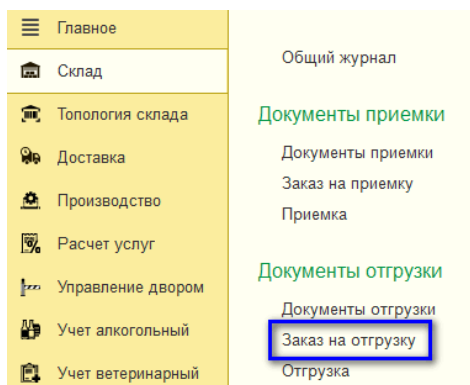 Главное
Склад
Топология склада
Доставка
Производство
Расчет услуг
Управление двором
Учет алкогольный
Учет ветеринарный
Общий журнал
Документы приемки
Документы приемки
Заказ на приемку
Приемка
Документы отгрузки
Документы отгрузки
Заказ на отгрузку
Отгрузка